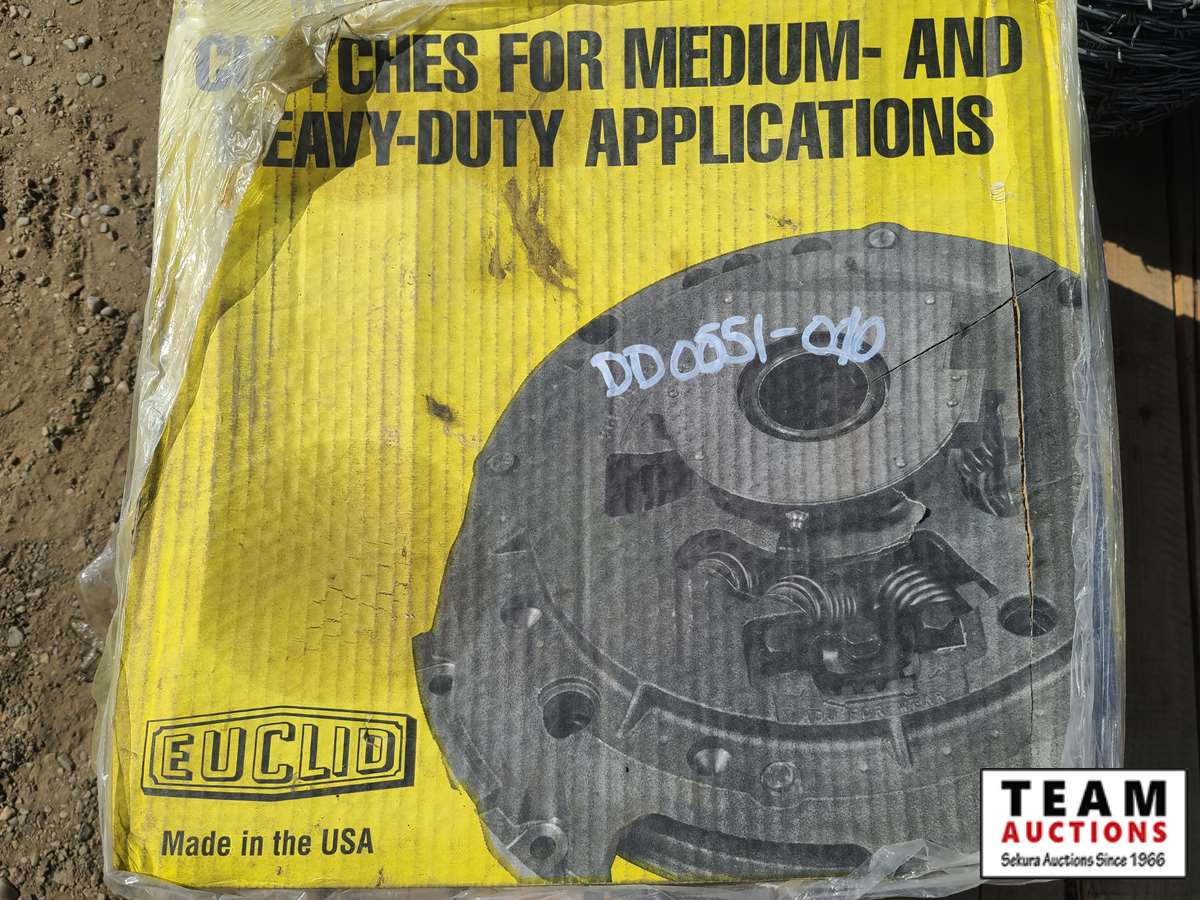 CHES FOR MEDIUM- AND
EAVY-DUTY APPLICATIONS
DD0551-040
EUCLID
Made in the USA
TEAM
AUCTIONS
Sekura Auctions Since 1966